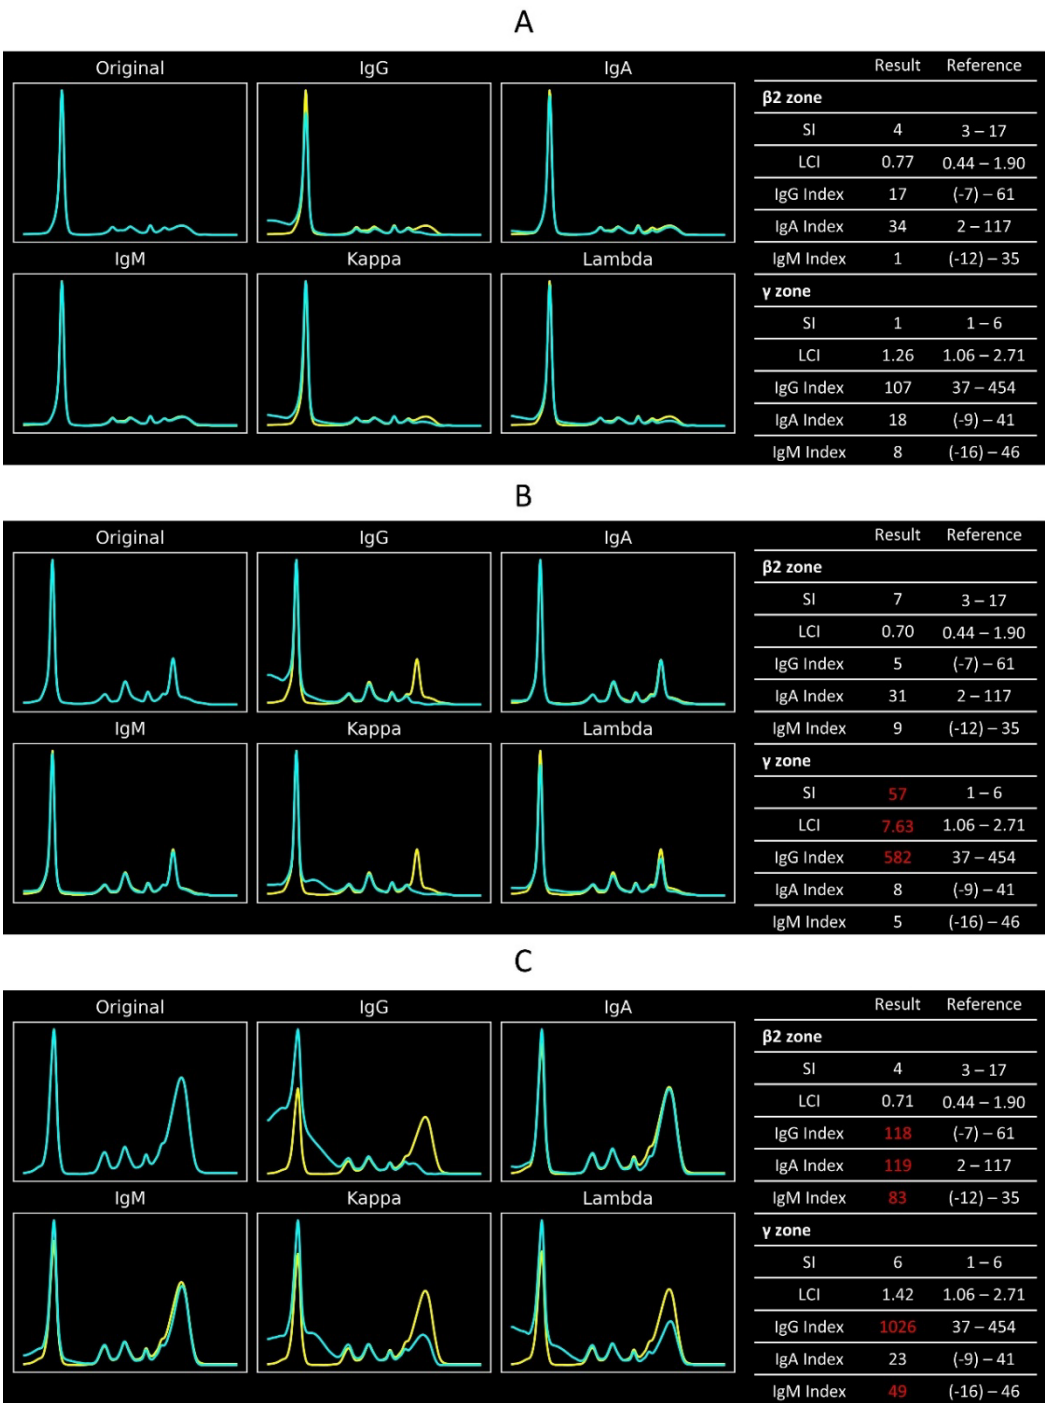 A
Original IgG IgA
IgM Kappa Lambda
Result Reference
β2 zone
SI 4 3 – 17
LCI 0.77 0.44 – 1.90
IgG Index 17 (-7) – 61
IgA Index 34 2 – 117
IgM Index 1 (-12) – 35
γ zone
SI 1 1 – 6
LCI 1.26 1.06 – 2.71
IgG Index 107 37 – 454
IgA Index 18 (-9) – 41
IgM Index 8 (-16) – 46
B
Original IgG IgA
IgM Kappa Lambda
Result Reference
β2 zone
SI 7 3 – 17
LCI 0.70 0.44 – 1.90
IgG Index 5 (-7) – 61
IgA Index 31 2 – 117
IgM Index 9 (-12) – 35
γ zone
SI 57 1 – 6
LCI 7.63 1.06 – 2.71
IgG Index 582 37 – 454
IgA Index 8 (-9) – 41
IgM Index 5 (-16) – 46
C
Original IgG IgA
IgM Kappa Lambda
Result Reference
β2 zone
SI 4 3 – 17
LCI 0.71 0.44 – 1.90
IgG Index 118 (-7) – 61
IgA Index 119 2 – 117
IgM Index 83 (-12) – 35
γ zone
SI 6 1 – 6
LCI 1.42 1.06 – 2.71
IgG Index 1026 37 – 454
IgA Index 23 (-9) – 41
IgM Index 49 (-16) – 46